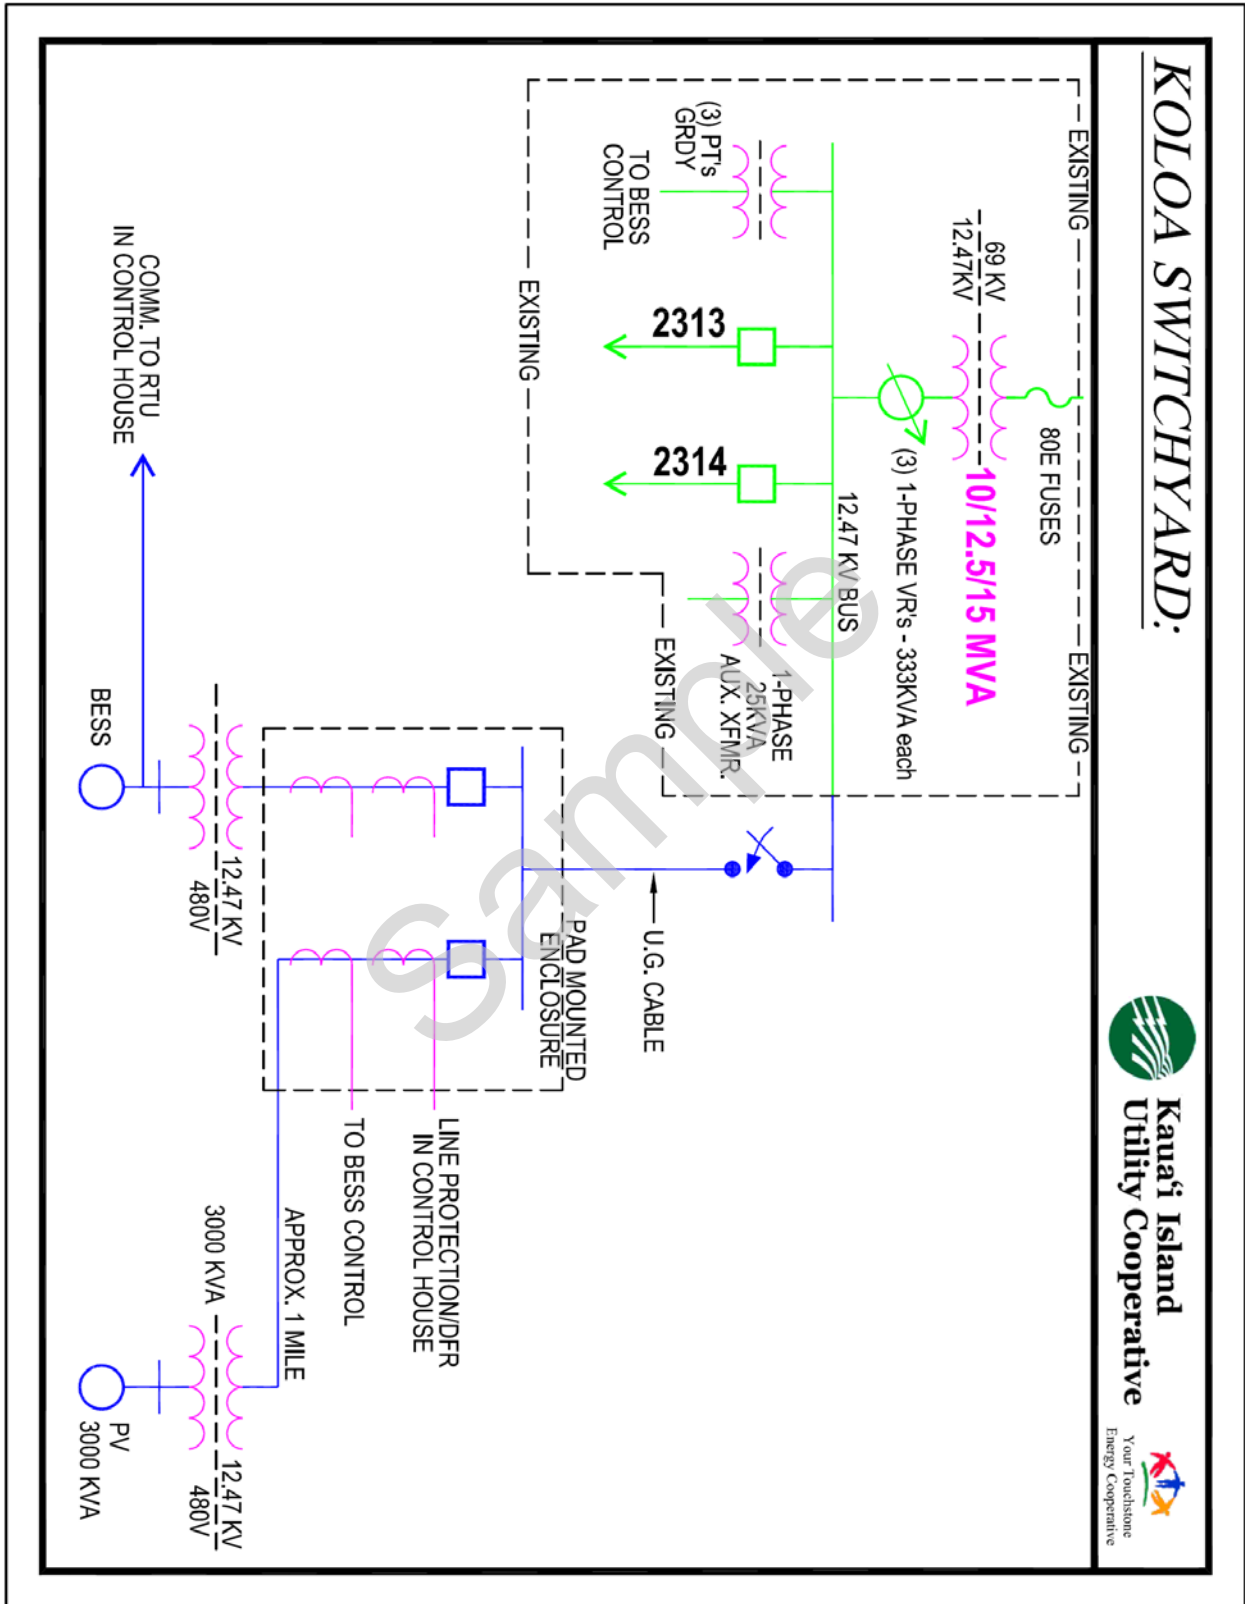 KOLOA SWITCHYARD:
Kaua‘i Island
Utility Cooperative
Your Touchstone
Energy Cooperative
EXISTING
EXISTING
80E FUSES
69 KV
12.47KV
10/12.5/15 MVA
(3) 1-PHASE VR's - 333KVA each
12.47 KV BUS
(3) PT's
GRDY
TO BESS
CONTROL
2313
2314
1-PHASE
25KVA
AUX. XFMR.
EXISTING
EXISTING
U.G. CABLE
PAD MOUNTED
ENCLOSURE
LINE PROTECTION/DFR
IN CONTROL HOUSE
TO BESS CONTROL
APPROX. 1 MILE
COMM. TO RTU
IN CONTROL HOUSE
12.47 KV
480V
BESS
3000 KVA
12.47 KV
480V
PV
3000 KVA
Sample